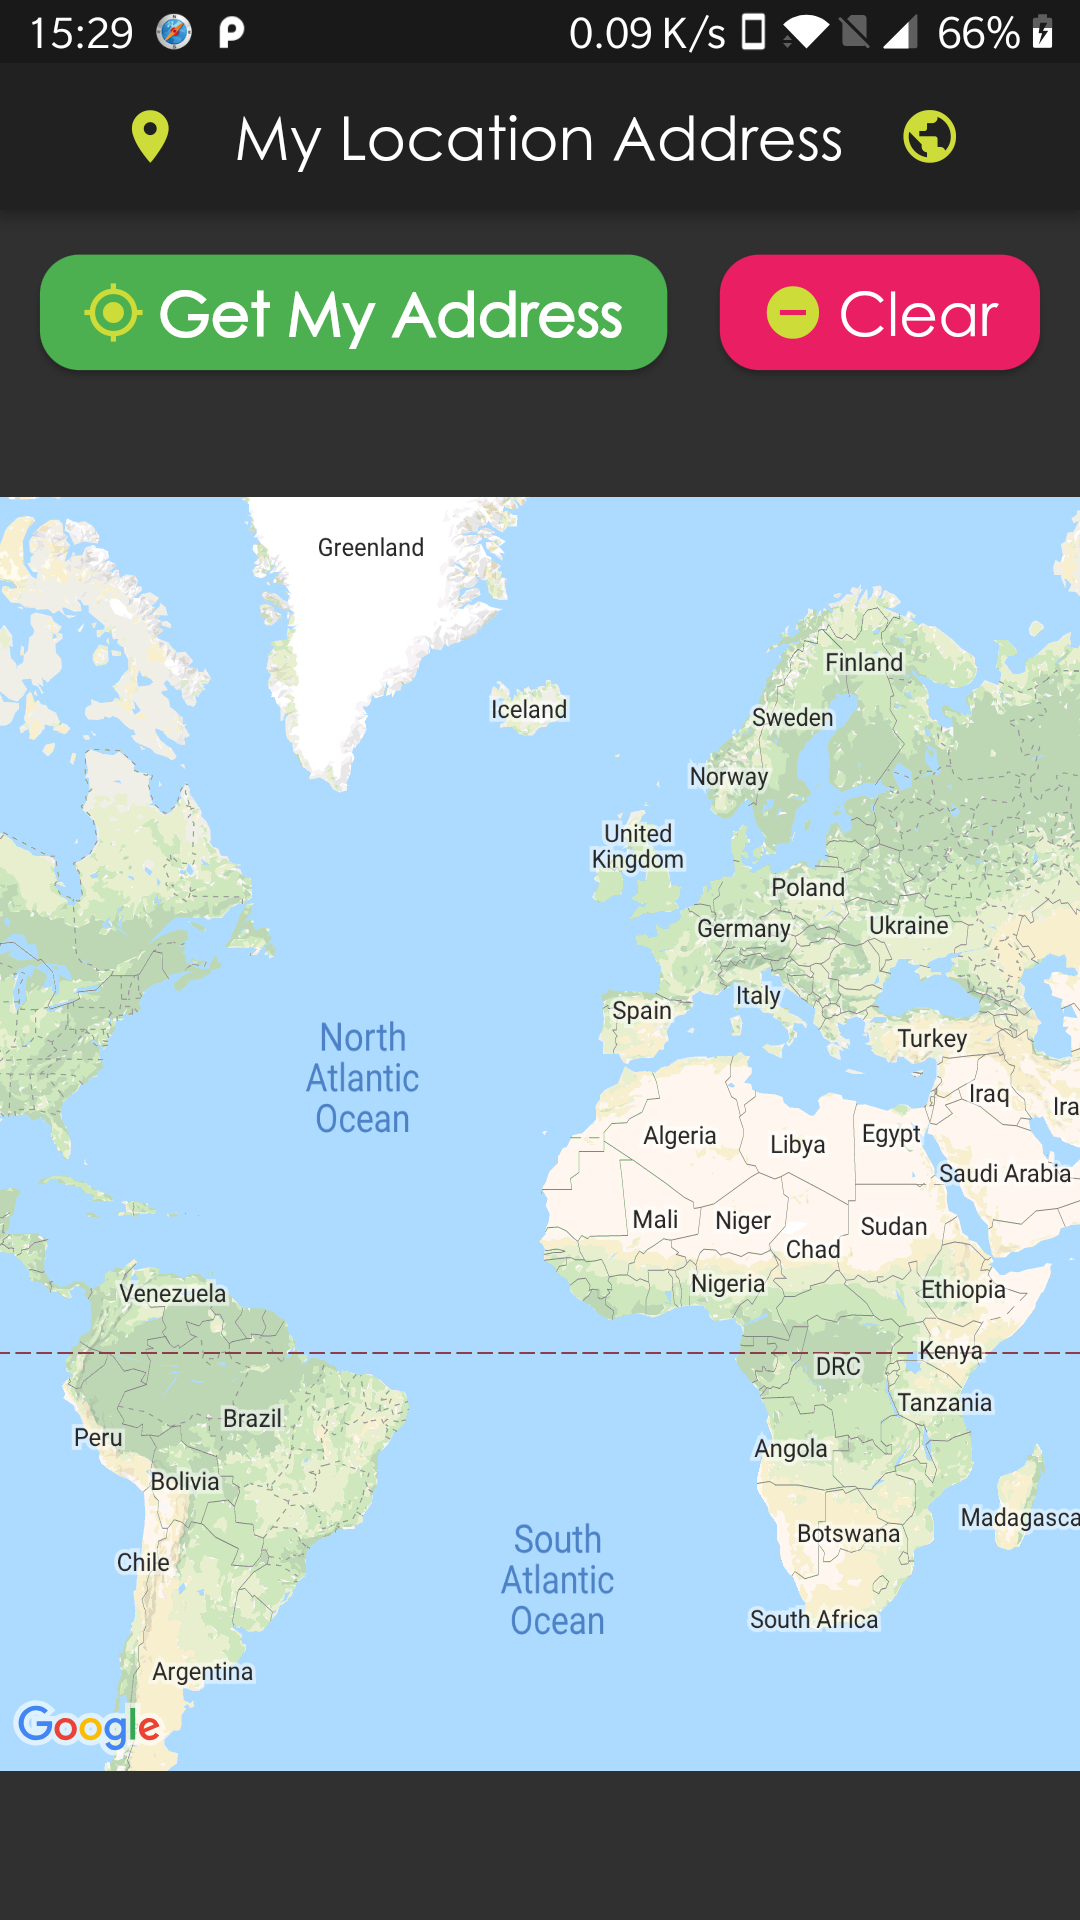 15:29 0.09 K/s 66%
My Location Address
Get My Address Clear
Greenland
Finland
Iceland
Sweden
Norway
United
Kingdom
Poland
Ukraine
Germany
Italy
Spain
North
Atlantic
Ocean
Turkey
Iraq
Ira
Algeria
Libya
Egypt
Saudi Arabia
Mali
Niger
Sudan
Chad
Nigeria
Ethiopia
Venezuela
Kenya
DRC
Tanzania
Brazil
Peru
Angola
Bolivia
Madagasca
Botswana
South
Atlantic
Ocean
Chile
South Africa
Argentina
Google